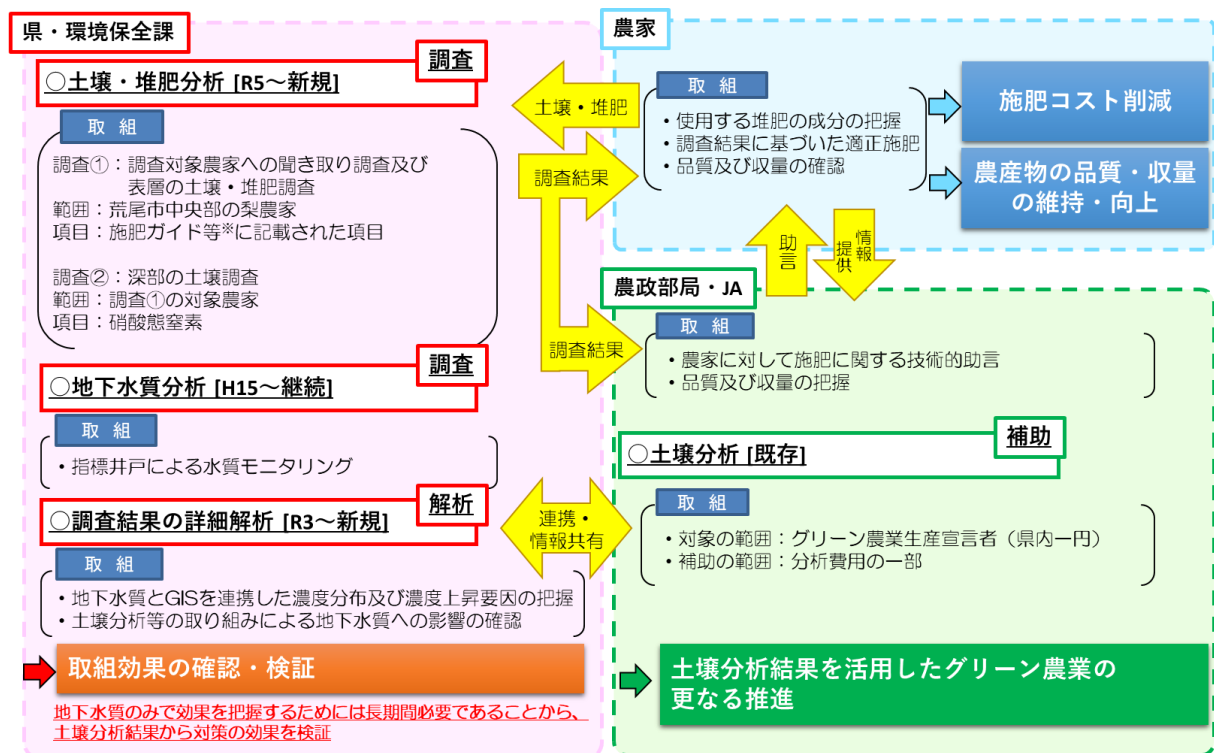 県・環境保全課
調査
○土壌・堆肥分析 [R5～新規]
取 組
調査①：調査対象農家への聞き取り調査及び
表層の土壌・堆肥調査
範囲：荒尾市中央部の梨農家
項目：施肥ガイド等※に記載された項目
調査②：深部の土壌調査
範囲：調査①の対象農家
項目：硝酸態窒素
調査
○地下水質分析 [H15～継続]
取 組
・指標井戸による水質モニタリング
解析
○調査結果の詳細解析 [R3～新規]
取 組
・地下水質とGISを連携した濃度分布及び濃度上昇要因の把握
・土壌分析等の取り組みによる地下水質への影響の確認
取組効果の確認・検証
地下水質のみで効果を把握するためには長期間必要であることから、
土壌分析結果から対策の効果を検証
土壌・堆肥
調査結果
調査結果
連携・
情報共有
農家
取 組
・使用する堆肥の成分の把握
・調査結果に基づいた適正施肥
・品質及び収量の確認
施肥コスト削減
農産物の品質・収量
の維持・向上
助言
情報
提供
農政部局・JA
取 組
・農家に対して施肥に関する技術的助言
・品質及び収量の把握
補助
○土壌分析 [既存]
取 組
・対象の範囲：グリーン農業生産宣言者（県内一円）
・補助の範囲：分析費用の一部
土壌分析結果を活用したグリーン農業の
更なる推進